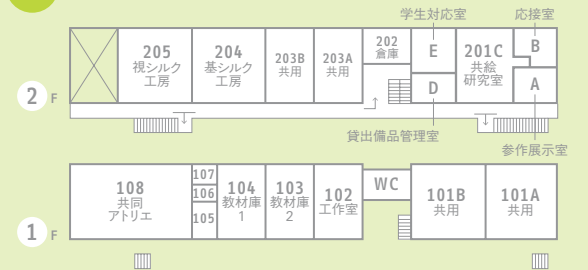 学生対応室
応接室
205
視シルク
工房
204
基シルク
工房
203B
共用
203A
共用
202
倉庫
E
D
201C
共絵
研究室
B
A
2 F
貸出備品管理室
参作展示室
108
共同
アトリエ
107
106
105
104
教材庫
1
103
教材庫
2
102
工作室
WC
101B
共用
101A
共用
1 F